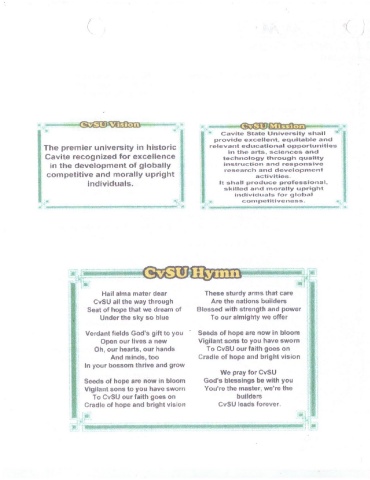 CvSU Vision
The premier university in historic
Cavite recognized for excellence
in the development of globally
competitive and morally upright
individuals.
CvSU Mission
Cavite State University shall
provide excellent, equitable and
relevant educational opportunities
in the arts, sciences and
technology through quality
instruction and responsive
research and development
activities.
It shall produce professional,
skilled and morally upright
individuals for global
competitiveness.
CvSU Hymn
Hail alma mater dear
CvSU all the way through
Seat of hope that we dream of
Under the sky so blue
Verdant fields God's gift to you
Open our lives a new
Oh, our hearts, our hands
And minds, too
In your bossom thrive and grow
Seeds of hope are now in bloom
Vigilant sons to you have sworn
To CvSU our faith goes on
Cradle of hope and bright vision
These sturdy arms that care
Are the nations builders
Blessed with strength and power
To our almighty we offer
Seeds of hope are now in bloom
Vigilant sons to you have sworn
To CvSU our faith goes on
Cradle of hope and bright vision
We pray for CvSU
God's blessings be with you
You're the master, we're the
builders
CvSU leads forever.